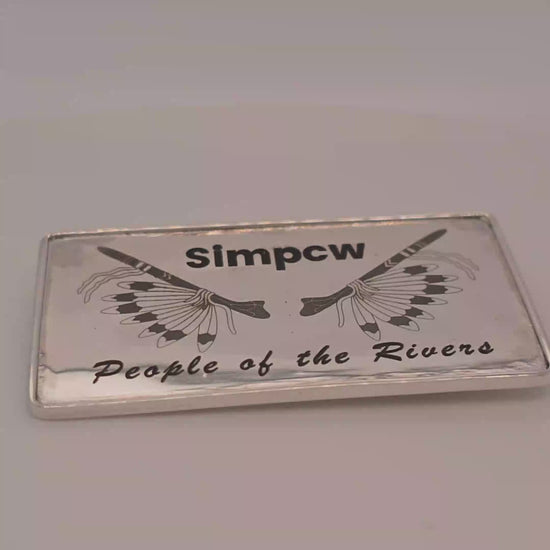 Simpcw
People of the Rivers